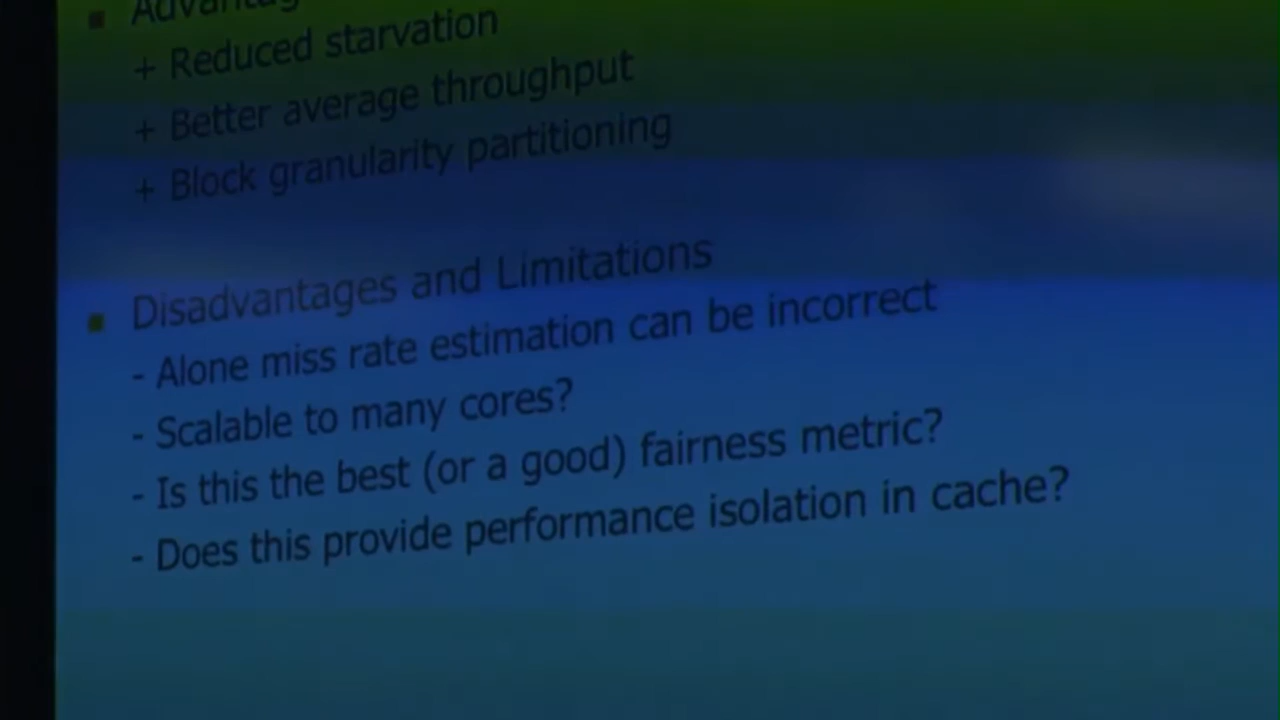 + Reduced starvation
+ Better average throughput
+ Block granularity partitioning
Disadvantages and Limitations
- Alone miss rate estimation can be incorrect
- Scalable to many cores?
- Is this the best (or a good) fairness metric?
- Does this provide performance isolation in cache?